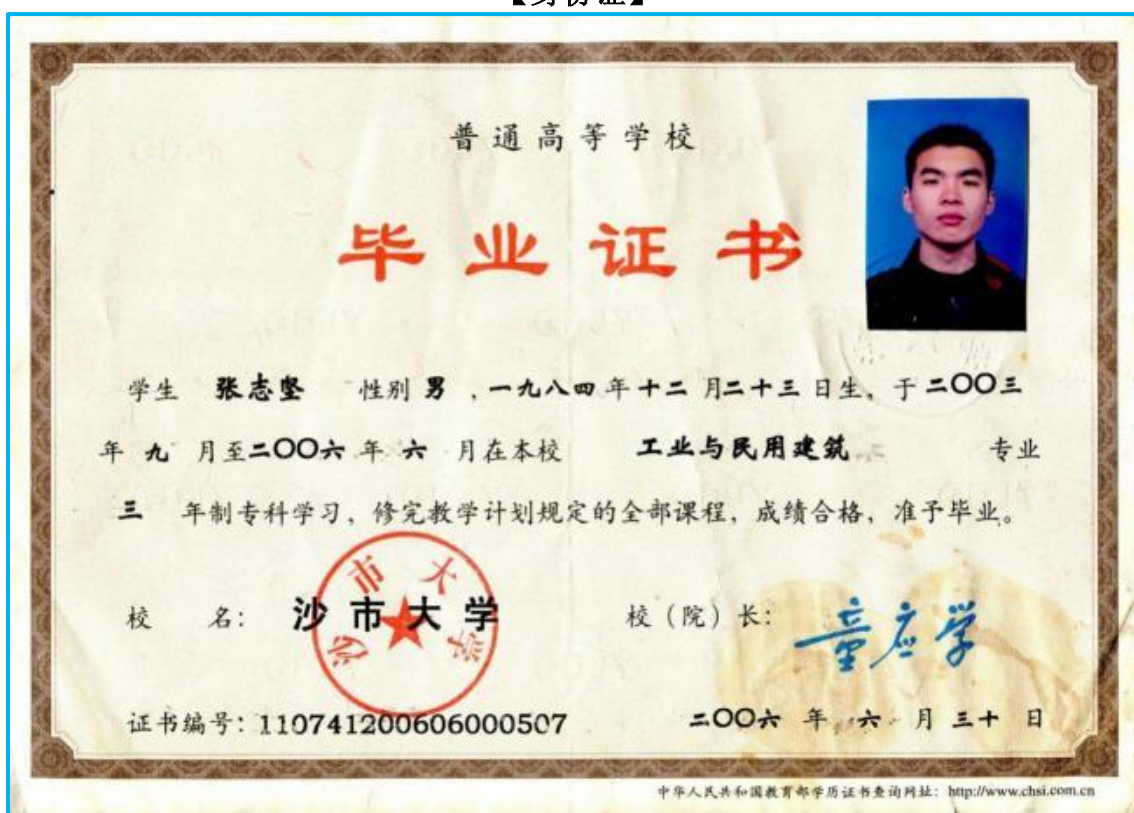 【身份证】
普通高等学校
毕业证书
学生 张志坚 性别 男 ，一九八四 年 十二 月 二十三 日生，于 二〇〇三
年 九 月至 二〇〇六 年 六 月在本校 工业与民用建筑 专业
三 年制专科学习，修完教学计划规定的全部课程，成绩合格，准予毕业。
沙市大学
校 名：沙市大学 校（院）长：童应学
证书编号：110741200606000507 二〇〇六 年 六 月 三十 日
中华人民共和国教育部学历证书查询网址：http://www.chsi.com.cn